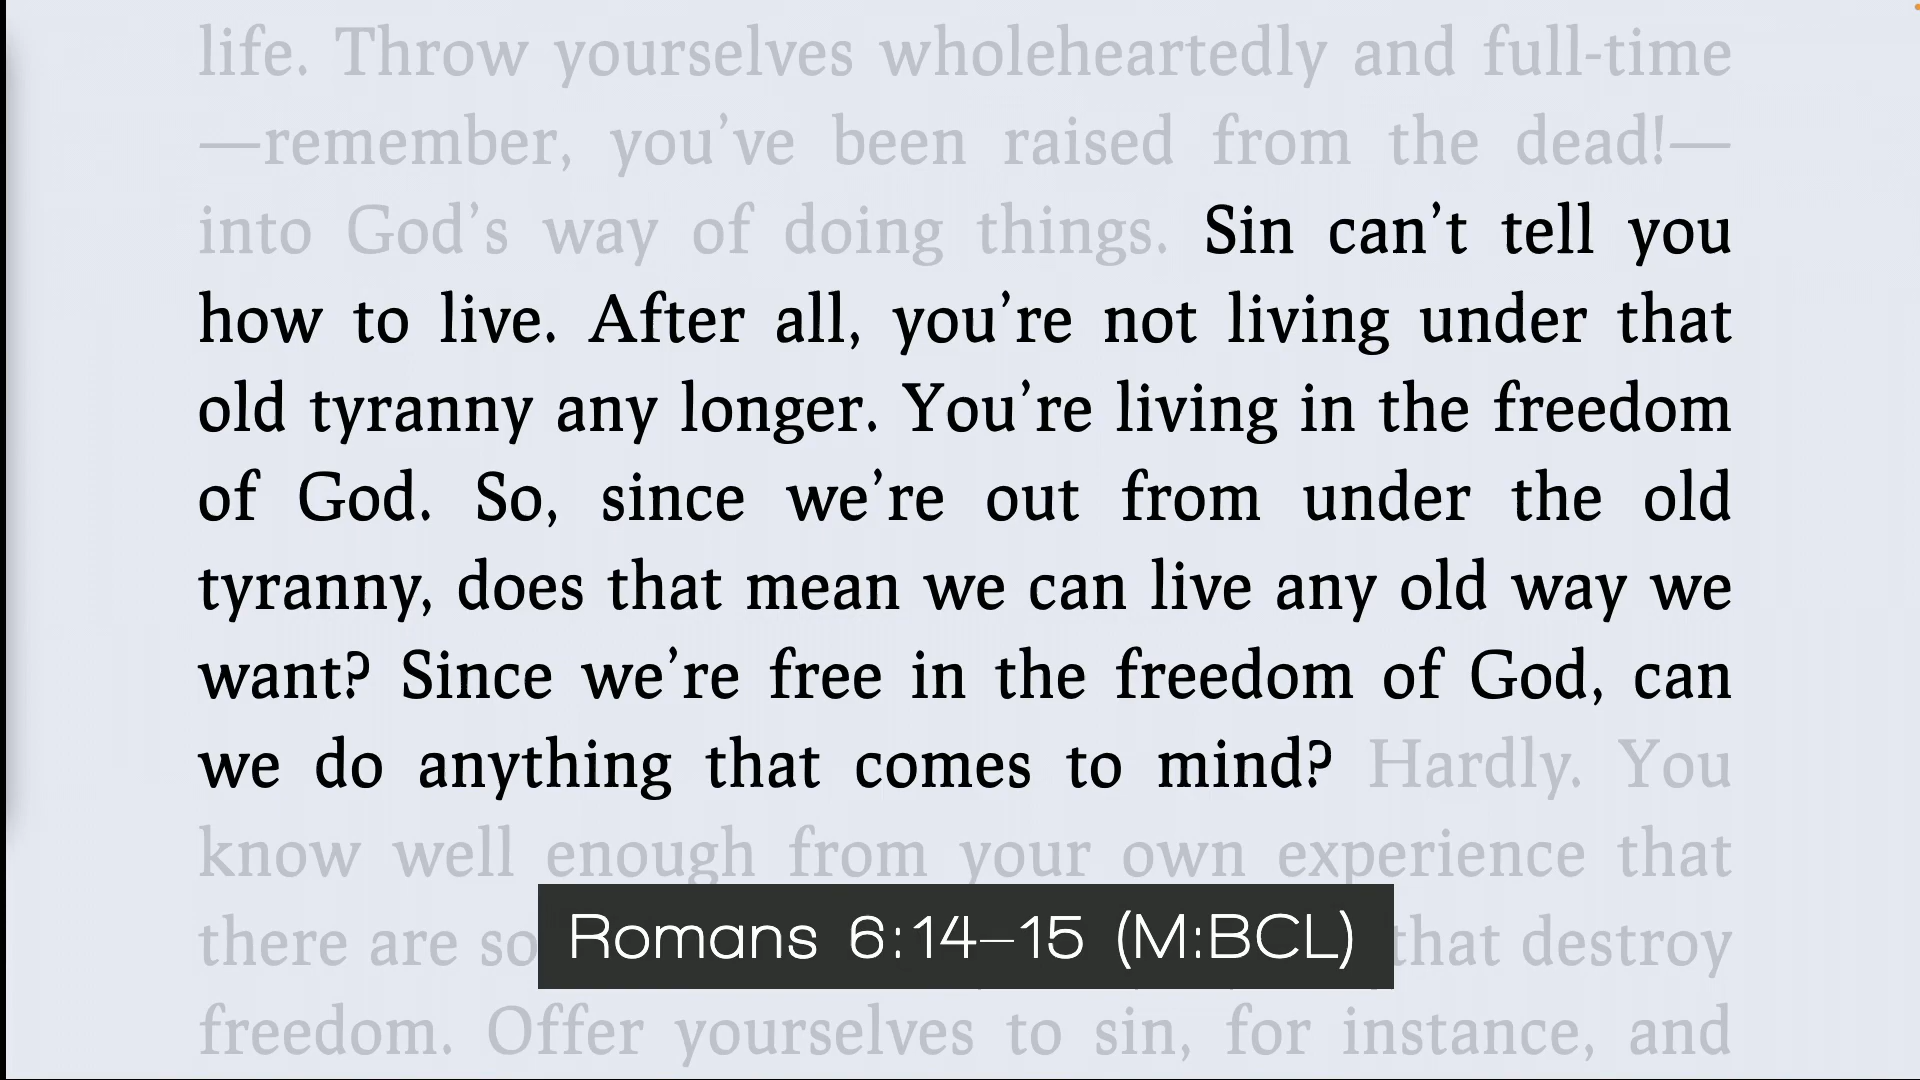 life. Throw yourselves wholeheartedly and full-time
—remember, you’ve been raised from the dead!—
into God’s way of doing things. Sin can’t tell you
how to live. After all, you’re not living under that
old tyranny any longer. You’re living in the freedom
of God. So, since we’re out from under the old
tyranny, does that mean we can live any old way we
want? Since we’re free in the freedom of God, can
we do anything that comes to mind? Hardly. You
know well enough from your own experience that
there are so
that destroy
Romans 6:14–15 (M:BCL)
freedom. Offer yourselves to sin, for instance, and